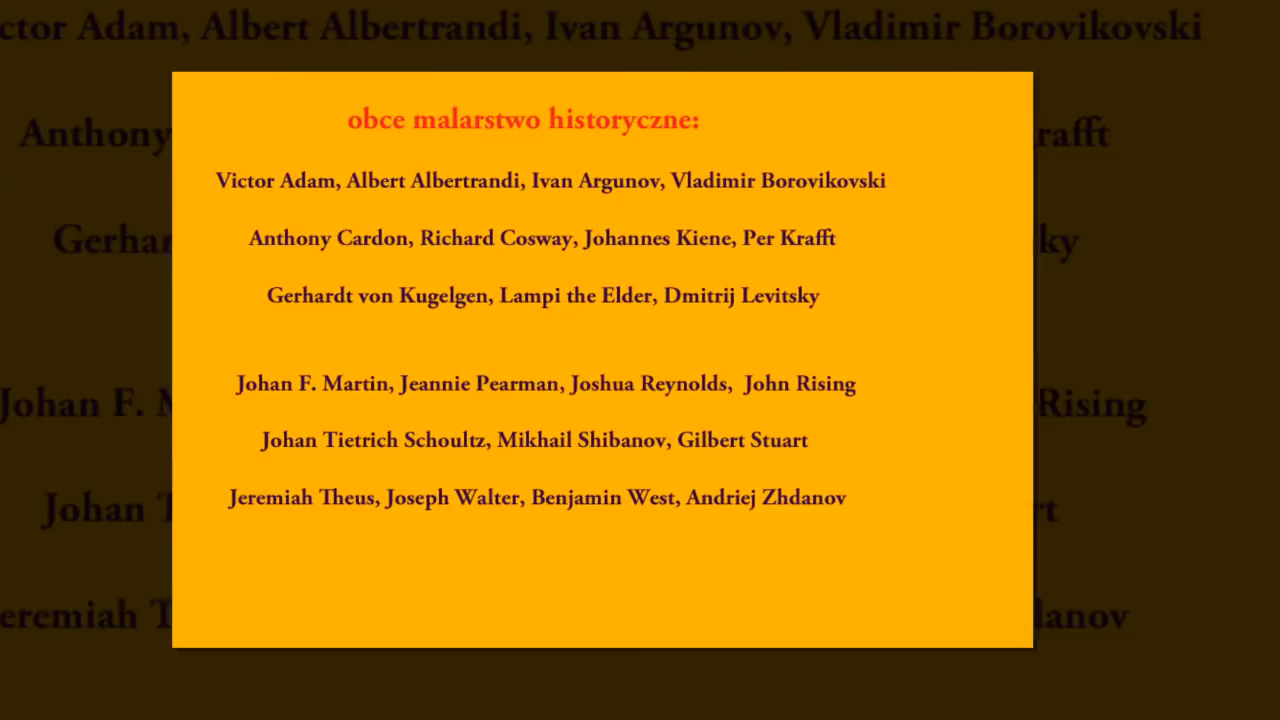 obce malarstwo historyczne:
Victor Adam, Albert Albertrandi, Ivan Argunov, Vladimir Borovikovski
Anthony Cardon, Richard Cosway, Johannes Kiene, Per Krafft
Gerhardt von Kugelgen, Lampi the Elder, Dmitrij Levitsky
Johan F. Martin, Jeannie Pearman, Joshua Reynolds, John Rising
Johan Tietrich Schoultz, Mikhail Shibanov, Gilbert Stuart
Jeremiah Theus, Joseph Walter, Benjamin West, Andriej Zhdanov